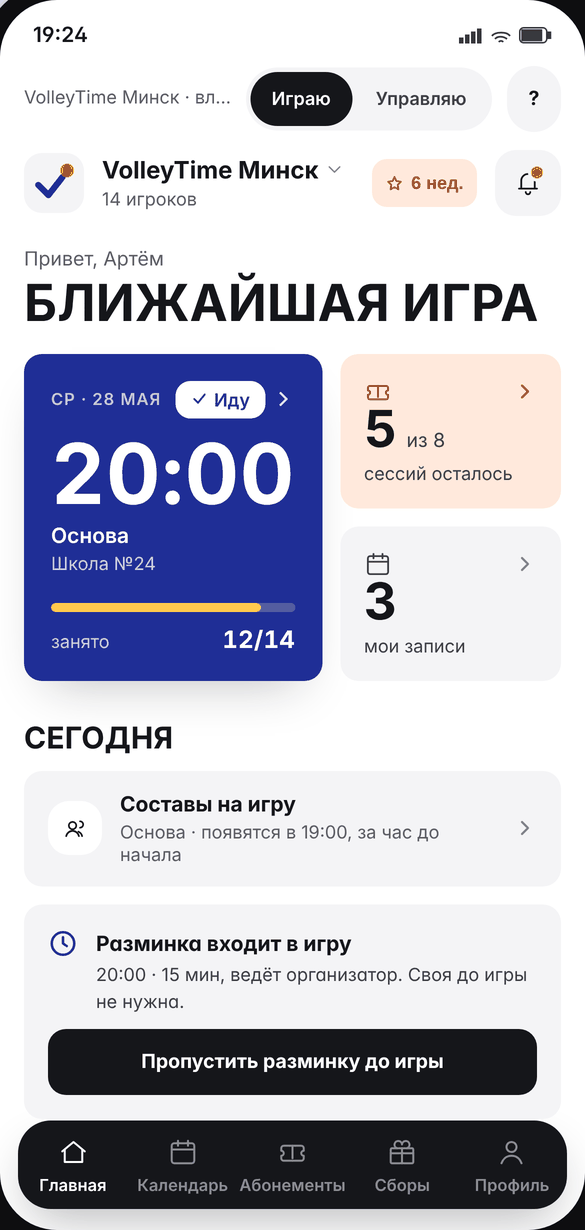 19:24
VolleyTime Минск · вл...
Играю
Управляю
?
VolleyTime Минск
14 игроков
6 нед.
Привет, Артём
БЛИЖАЙШАЯ ИГРА
СР · 28 МАЯ
Иду
20:00
Основа
Школа №24
занято
12/14
5 из 8
сессий осталось
3
мои записи
СЕГОДНЯ
Составы на игру
Основа · появятся в 19:00, за час до
начала
Разминка входит в игру
20:00 · 15 мин, ведёт организатор. Своя до игры
не нужна.
Пропустить разминку до игры
Главная
Календарь
Абонементы
Сборы
Профиль